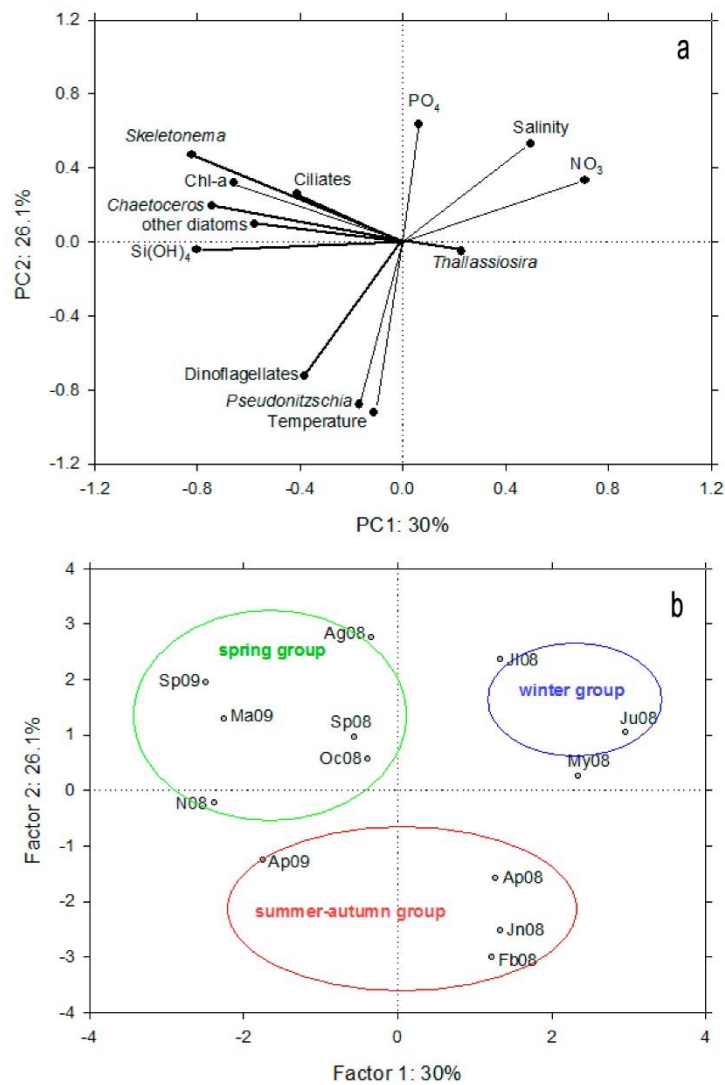 a
1.2
0.8
0.4
0.0
-0.4
-0.8
-1.2
PC2: 26.1%
PO4
Salinity
NO3
Skeletonema
Chl-a
Ciliates
Chaetoceros
other diatoms
Si(OH)4
Thallassiosira
Dinoflagellates
Pseudonitzschia
Temperature
-1.2 -0.8 -0.4 0.0 0.4 0.8 1.2
PC1: 30%
b
4
3
2
1
0
-1
-2
-3
-4
Factor 2: 26.1%
Ag08
spring group
Sp09
Ma09
Sp08
Oc08
N08
Jl08
winter group
Ju08
My08
Ap09
Ap08
summer-autumn group
Jn08
Fb08
-4 -2 0 2 4
Factor 1: 30%